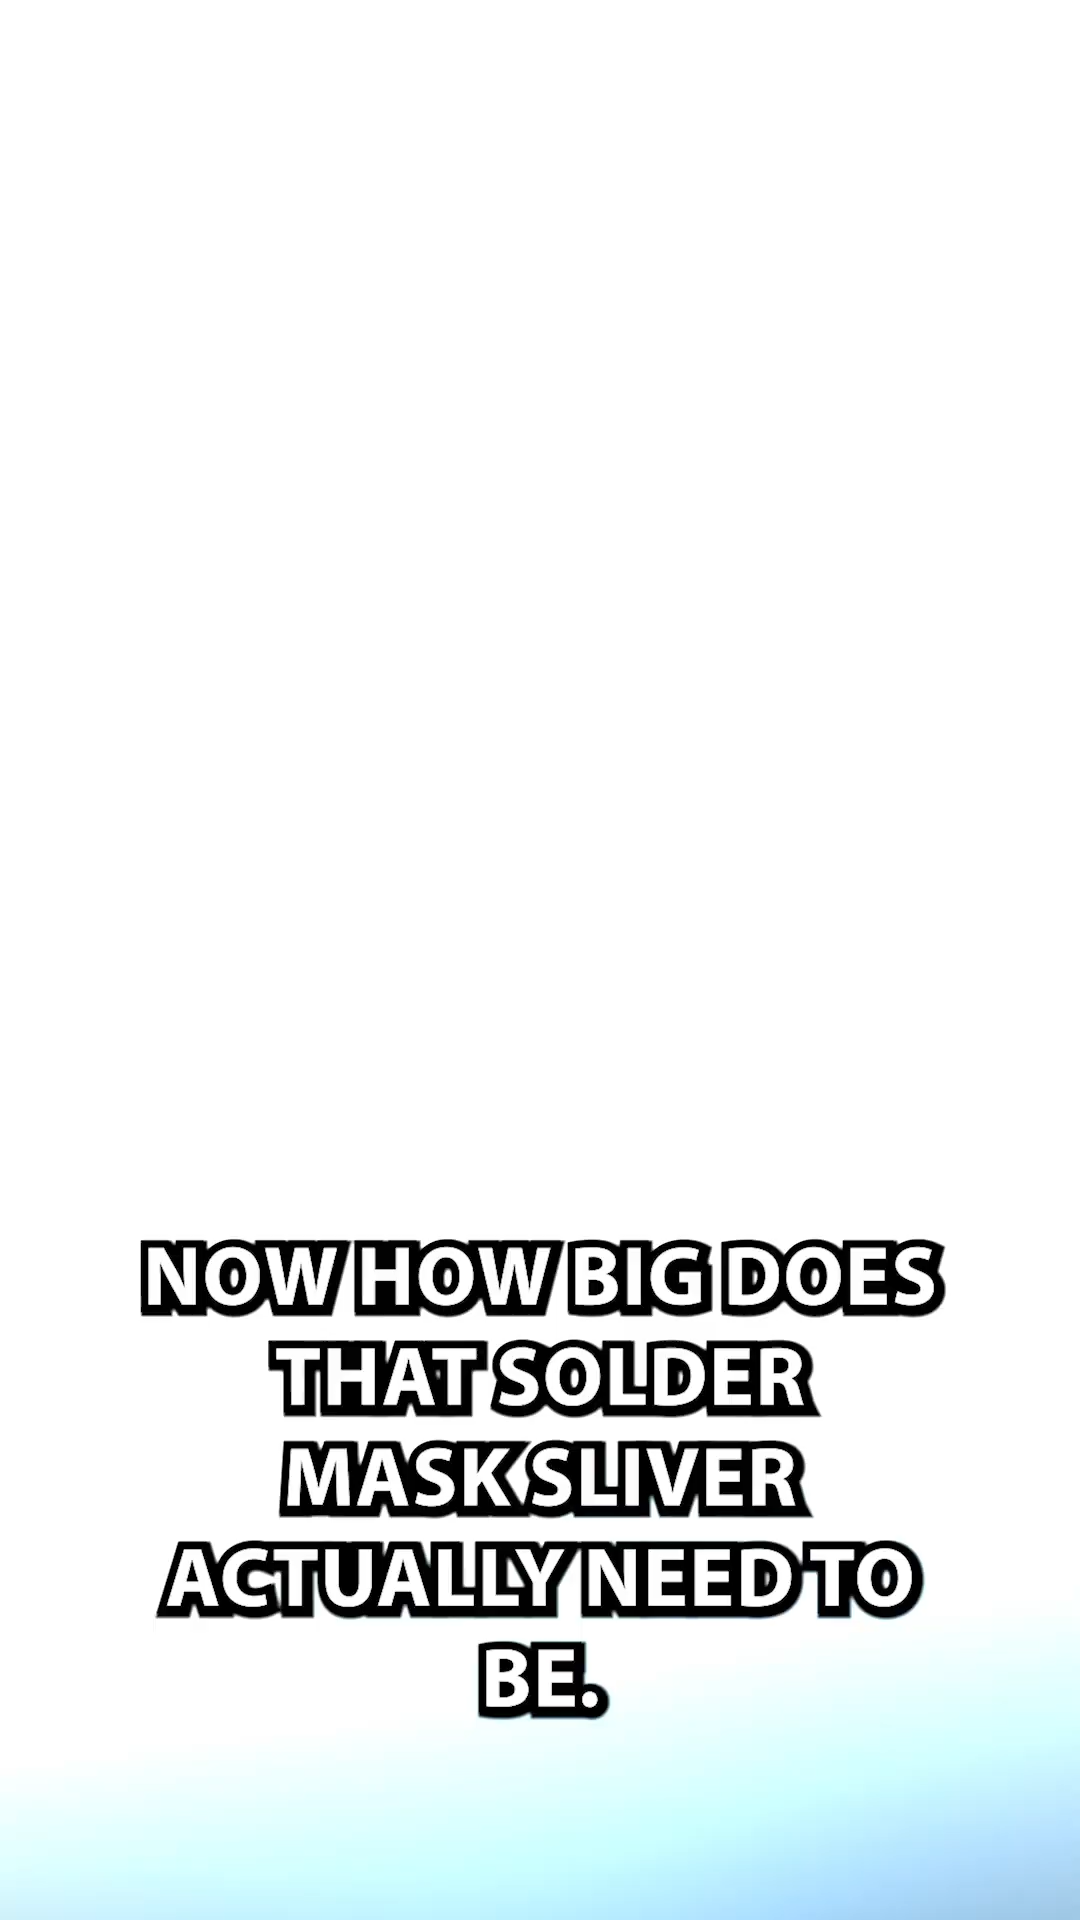 NOW HOW BIG DOES
THAT SOLDER
MASK SLIVER
ACTUALLY NEED TO
BE.